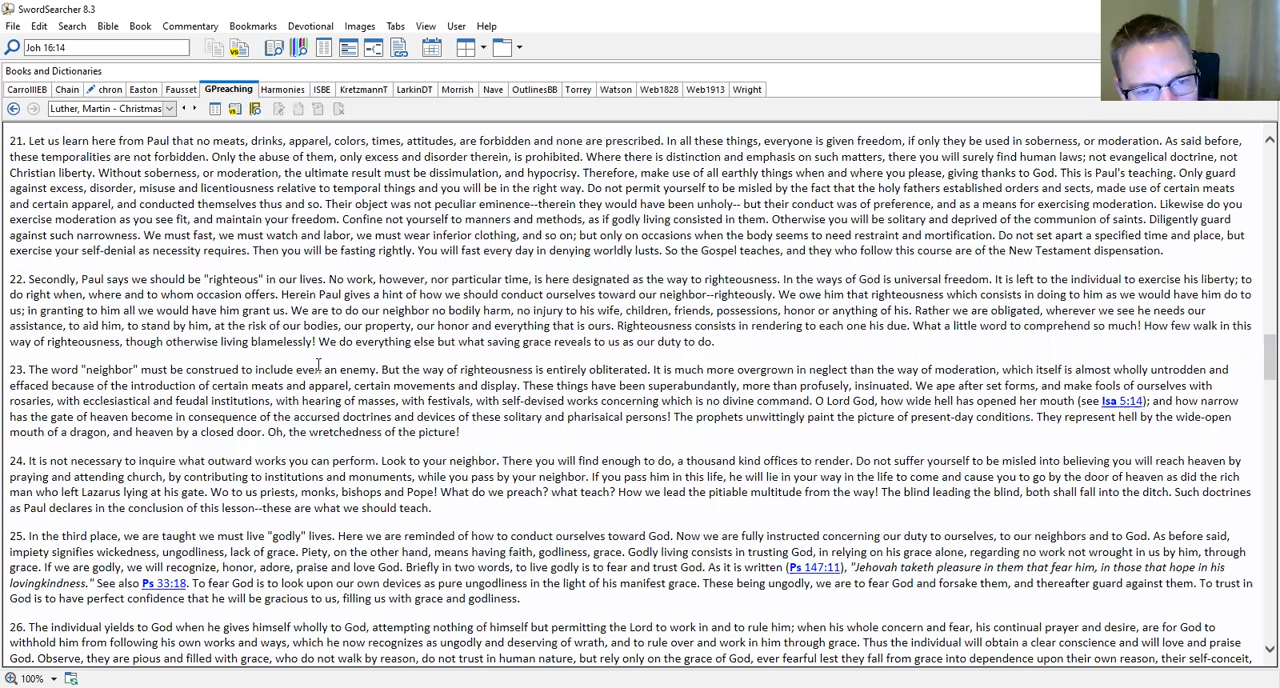 SwordSearcher 8.3
File Edit Search Bible Book Commentary Bookmarks Devotional Images Tabs View User Help
Joh 16:14
Books and Dictionaries
CarrollIEB Chain chron Easton Fausset GPreaching Harmonies ISBE KretzmannT LarkinDT Morrish Nave OutlinesBB Torrey Watson Web1828 Web1913 Wright
Luther, Martin - Christmas
21. Let us learn here from Paul that no meats, drinks, apparel, colors, times, attitudes, are forbidden and none are prescribed. In all these things, everyone is given freedom, if only they be used in soberness, or moderation. As said before,
these temporalities are not forbidden. Only the abuse of them, only excess and disorder therein, is prohibited. Where there is distinction and emphasis on such matters, there you will surely find human laws; not evangelical doctrine, not
Christian liberty. Without soberness, or moderation, the ultimate result must be dissimulation, and hypocrisy. Therefore, make use of all earthly things when and where you please, giving thanks to God. This is Paul's teaching. Only guard
against excess, disorder, misuse and licentiousness relative to temporal things and you will be in the right way. Do not permit yourself to be misled by the fact that the holy fathers established orders and sects, made use of certain meats
and certain apparel, and conducted themselves thus and so. Their object was not peculiar eminence--therein they would have been unholy-- but their conduct was of preference, and as a means for exercising moderation. Likewise do you
exercise moderation as you see fit, and maintain your freedom. Confine not yourself to manners and methods, as if godly living consisted in them. Otherwise you will be solitary and deprived of the communion of saints. Diligently guard
against such narrowness. We must fast, we must watch and labor, we must wear inferior clothing, and so on; but only on occasions when the body seems to need restraint and mortification. Do not set apart a specified time and place, but
exercise your self-denial as necessity requires. Then you will be fasting rightly. You will fast every day in denying worldly lusts. So the Gospel teaches, and they who follow this course are of the New Testament dispensation.
22. Secondly, Paul says we should be "righteous" in our lives. No work, however, nor particular time, is here designated as the way to righteousness. In the ways of God is universal freedom. It is left to the individual to exercise his liberty; to
do right when, where and to whom occasion offers. Herein Paul gives a hint of how we should conduct ourselves toward our neighbor--righteously. We owe him that righteousness which consists in doing to him as we would have him do to
us; in granting to him all we would have him grant us. We are to do our neighbor no bodily harm, no injury to his wife, children, friends, possessions, honor or anything of his. Rather we are obligated, wherever we see he needs our
assistance, to aid him, to stand by him, at the risk of our bodies, our property, our honor and everything that is ours. Righteousness consists in rendering to each one his due. What a little word to comprehend so much! How few walk in this
way of righteousness, though otherwise living blamelessly! We do everything else but what saving grace reveals to us as our duty to do.
23. The word "neighbor" must be construed to include even an enemy. But the way of righteousness is entirely obliterated. It is much more overgrown in neglect than the way of moderation, which itself is almost wholly untrodden and
effaced because of the introduction of certain meats and apparel, certain movements and display. These things have been superabundantly, more than profusely, insinuated. We ape after set forms, and make fools of ourselves with
rosaries, with ecclesiastical and feudal institutions, with hearing of masses, with festivals, with self-devised works concerning which is no divine command. O Lord God, how wide hell has opened her mouth (see Isa 5:14); and how narrow
has the gate of heaven become in consequence of the accursed doctrines and devices of these solitary and pharisaical persons! The prophets unwittingly paint the picture of present-day conditions. They represent hell by the wide-open
mouth of a dragon, and heaven by a closed door. Oh, the wretchedness of the picture!
24. It is not necessary to inquire what outward works you can perform. Look to your neighbor. There you will find enough to do, a thousand kind offices to render. Do not suffer yourself to be misled into believing you will reach heaven by
praying and attending church, by contributing to institutions and monuments, while you pass by your neighbor. If you pass him in this life, he will lie in your way in the life to come and cause you to go by the door of heaven as did the rich
man who left Lazarus lying at his gate. Wo to us priests, monks, bishops and Pope! What do we preach? what teach? How we lead the pitiable multitude from the way! The blind leading the blind, both shall fall into the ditch. Such doctrines
as Paul declares in the conclusion of this lesson--these are what we should teach.
25. In the third place, we are taught we must live "godly" lives. Here we are reminded of how to conduct ourselves toward God. Now we are fully instructed concerning our duty to ourselves, to our neighbors and to God. As before said,
impiety signifies wickedness, ungodliness, lack of grace. Piety, on the other hand, means having faith, godliness, grace. Godly living consists in trusting God, in relying on his grace alone, regarding no work not wrought in us by him, through
grace. If we are godly, we will recognize, honor, adore, praise and love God. Briefly in two words, to live godly is to fear and trust God. As it is written (Ps 147:11), "Jehovah taketh pleasure in them that fear him, in those that hope in his
lovingkindness." See also Ps 33:18. To fear God is to look upon our own devices as pure ungodliness in the light of his manifest grace. These being ungodly, we are to fear God and forsake them, and thereafter guard against them. To trust in
God is to have perfect confidence that he will be gracious to us, filling us with grace and godliness.
26. The individual yields to God when he gives himself wholly to God, attempting nothing of himself but permitting the Lord to work in and to rule him; when his whole concern and fear, his continual prayer and desire, are for God to
withhold him from following his own works and ways, which he now recognizes as ungodly and deserving of wrath, and to rule over and work in him through grace. Thus the individual will obtain a clear conscience and will love and praise
God. Observe, they are pious and filled with grace, who do not walk by reason, do not trust in human nature, but rely only on the grace of God, ever fearful lest they fall from grace into dependence upon their own reason, their self-conceit,
100%